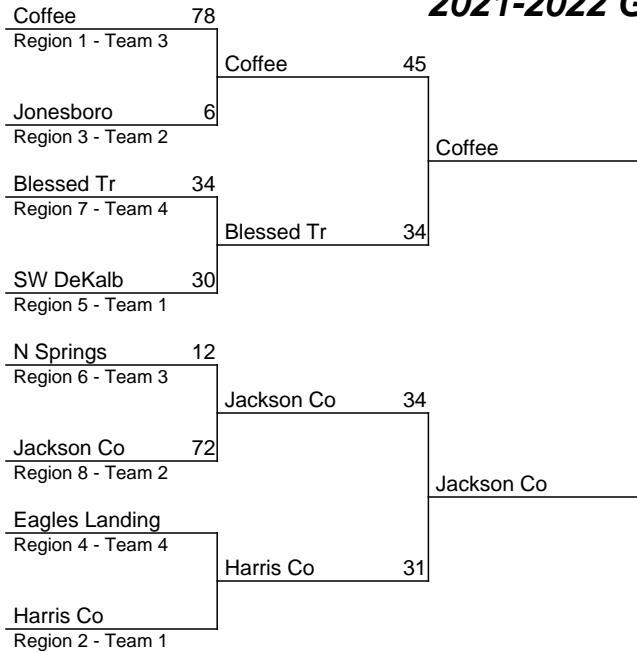 2021-2022 G
Coffee 78
Region 1 - Team 3
Coffee 45
Jonesboro 6
Region 3 - Team 2
Coffee
Blessed Tr 34
Region 7 - Team 4
Blessed Tr 34
SW DeKalb 30
Region 5 - Team 1
N Springs 12
Region 6 - Team 3
Jackson Co 34
Jackson Co 72
Region 8 - Team 2
Jackson Co
Eagles Landing
Region 4 - Team 4
Harris Co 31
Harris Co
Region 2 - Team 1